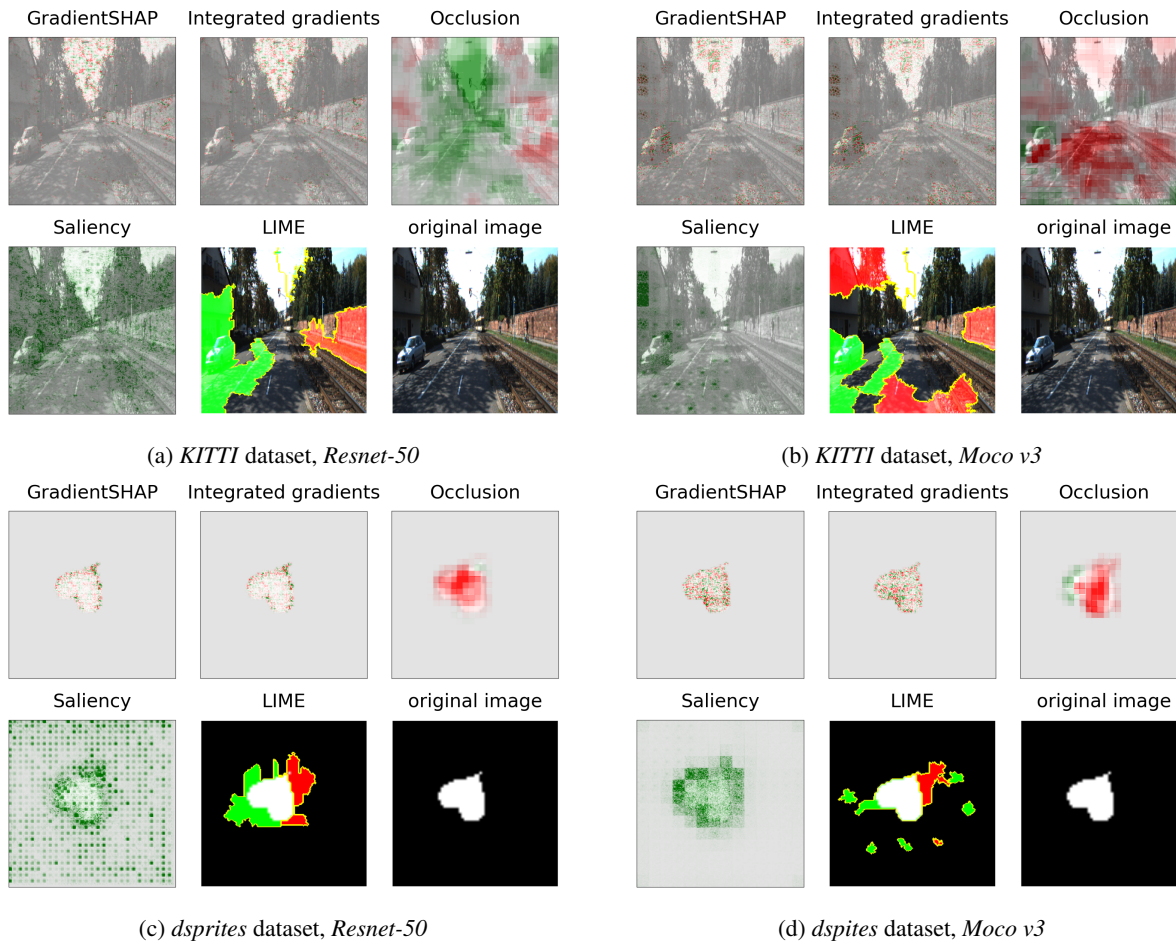 GradientSHAP Integrated gradients Occlusion
Saliency LIME original image
(a) KITTI dataset, Resnet-50
GradientSHAP Integrated gradients Occlusion
Saliency LIME original image
(b) KITTI dataset, Moco v3
GradientSHAP Integrated gradients Occlusion
Saliency LIME original image
(c) dsprites dataset, Resnet-50
GradientSHAP Integrated gradients Occlusion
Saliency LIME original image
(d) dspites dataset, Moco v3